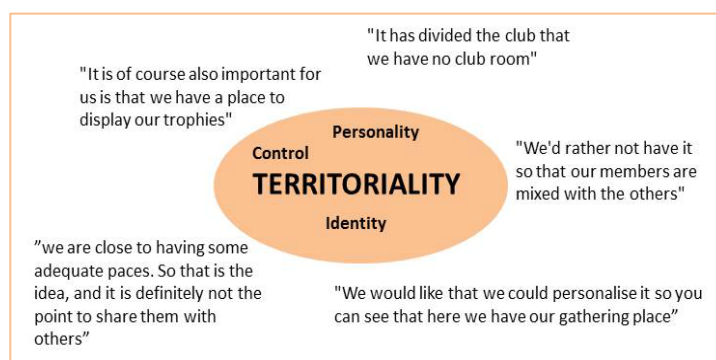 "It has divided the club that
we have no club room"
"It is of course also important for
us is that we have a place to
display our trophies"
Personality
Control
TERRITORIALITY
Identity
"We'd rather not have it
so that our members are
mixed with the others"
”we are close to having some
adequate paces. So that is the
idea, and it is definitely not the
point to share them with
others”
"We would like that we could personalise it so you
can see that here we have our gathering place”